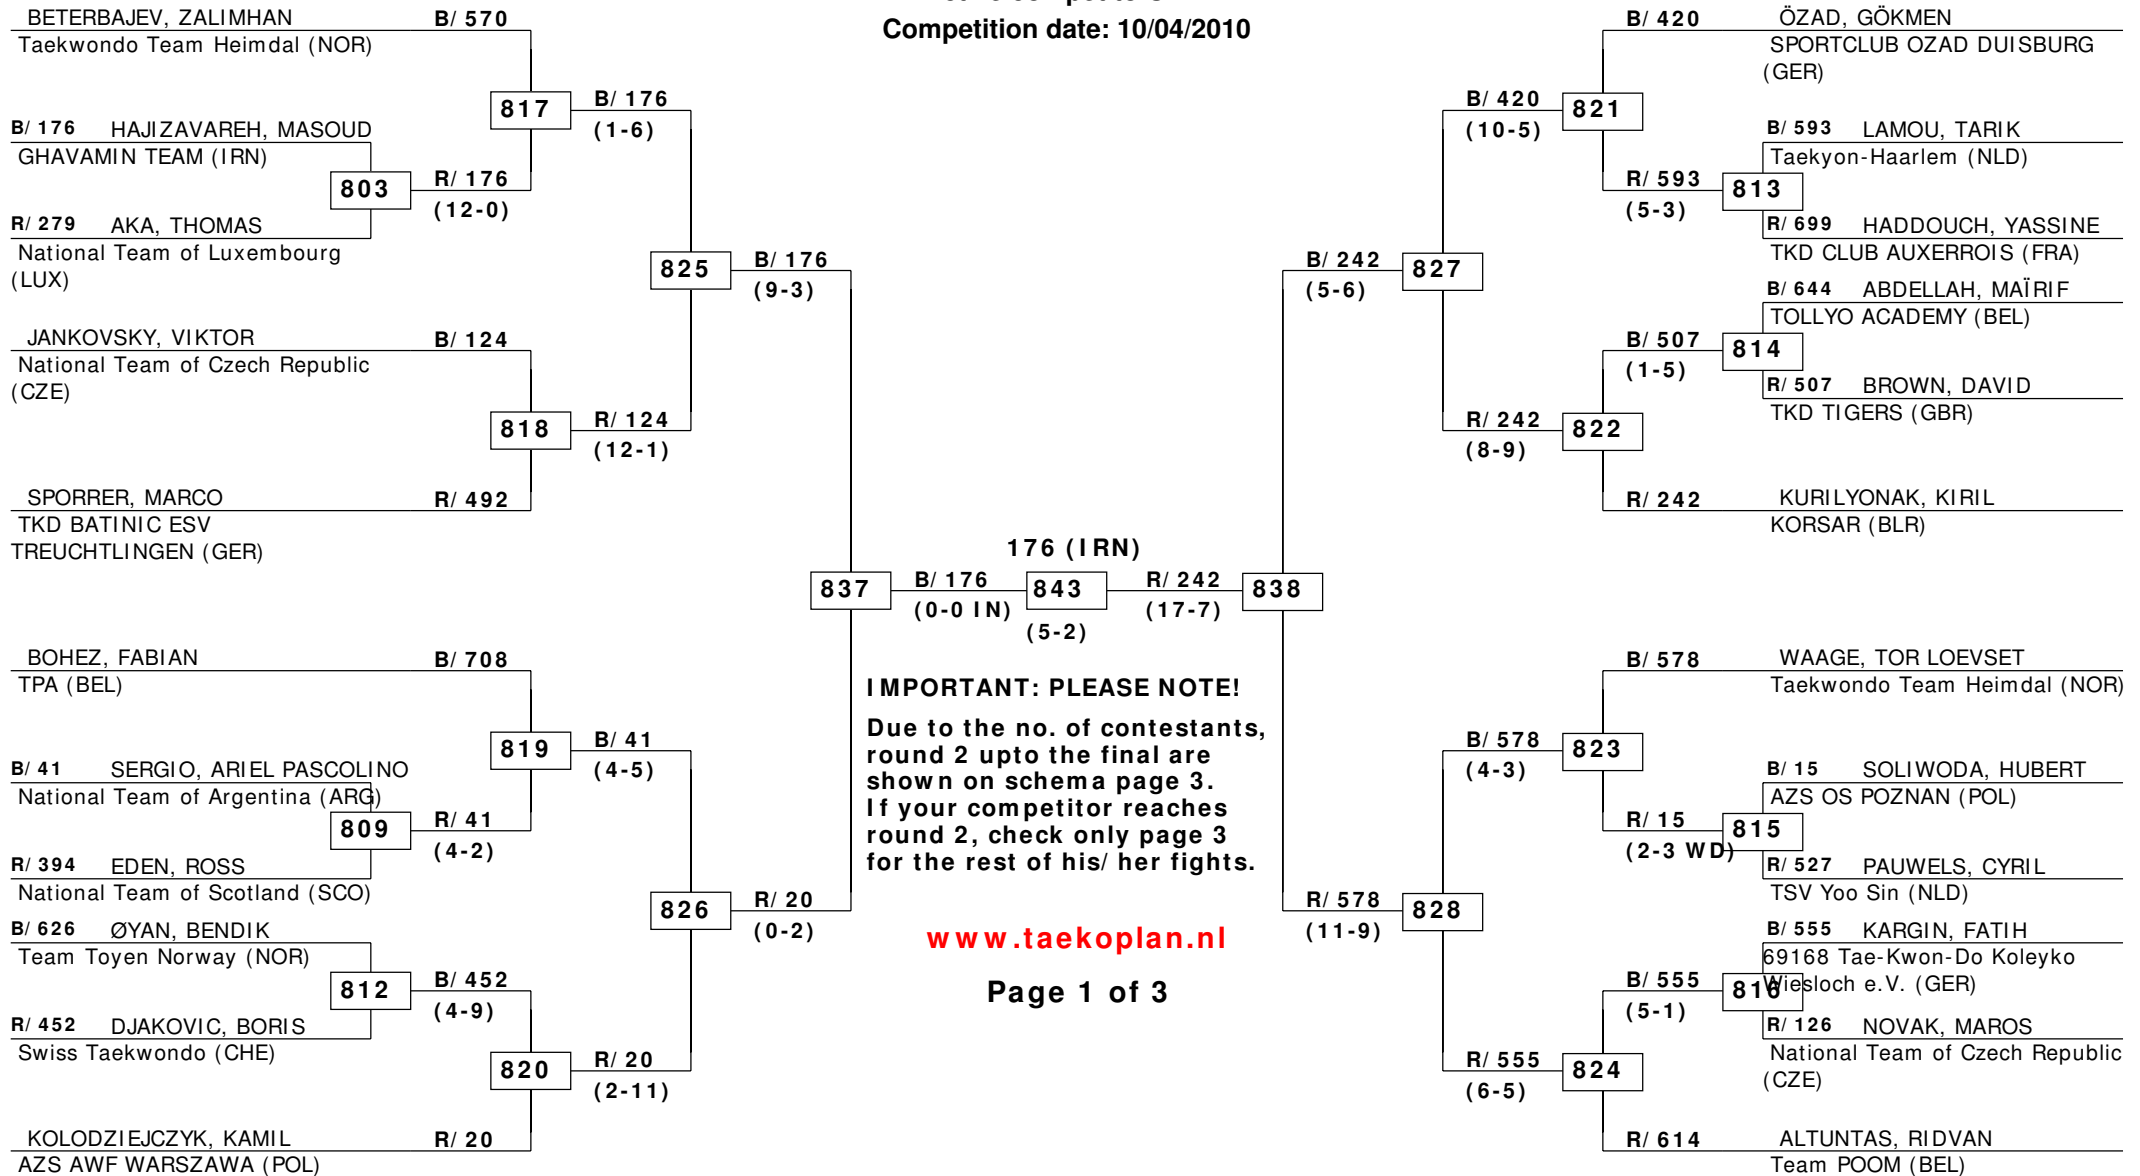 Competition date: 10/04/2010
BETERBAJEV, ZALIMHAN B/ 570
Taekwondo Team Heimdal (NOR)
817
B/ 176
(1-6)
B/ 176 HAJIZAVAREH, MASOUD
GHAVAMIN TEAM (IRN)
803
R/ 176
(12-0)
R/ 279 AKA, THOMAS
National Team of Luxembourg
(LUX)
825
B/ 176
(9-3)
JANKOVSKY, VIKTOR B/ 124
National Team of Czech Republic
(CZE)
818
R/ 124
(12-1)
SPORRER, MARCO R/ 492
TKD BATINIC ESV
TREUCHTLINGEN (GER)
837
B/ 176
(0-0 IN)
176 (IRN)
843
(5-2)
R/ 242
(17-7)
838
BOHEZ, FABIAN B/ 708
TPA (BEL)
819
B/ 41
(4-5)
B/ 41 SERGIO, ARIEL PASCOLINO
National Team of Argentina (ARG)
809
R/ 41
(4-2)
R/ 394 EDEN, ROSS
National Team of Scotland (SCO)
826
R/ 20
(0-2)
B/ 626 ØYAN, BENDIK
Team Toyen Norway (NOR)
812
B/ 452
(4-9)
R/ 452 DJAKOVIC, BORIS
Swiss Taekwondo (CHE)
820
R/ 20
(2-11)
KOLODZIEJCZYK, KAMIL R/ 20
AZS AWF WARSZAWA (POL)
IMPORTANT: PLEASE NOTE!
Due to the no. of contestants,
round 2 upto the final are
shown on schema page 3.
If your competitor reaches
round 2, check only page 3
for the rest of his/ her fights.
www.taekoplan.nl
Page 1 of 3
B/ 420 ÖZAD, GÖKMEN
SPORTCLUB OZAD DUISBURG
(GER)
B/ 420
(10-5)
821
B/ 593 LAMOU, TARIK
Taekyon-Haarlem (NLD)
R/ 593
(5-3)
813
R/ 699 HADDOUCH, YASSINE
TKD CLUB AUXERROIS (FRA)
B/ 242
(5-6)
827
B/ 644 ABDELLAH, MAÏRIF
TOLLYO ACADEMY (BEL)
B/ 507
(1-5)
814
R/ 507 BROWN, DAVID
TKD TIGERS (GBR)
R/ 242
(8-9)
822
R/ 242 KURILYONAK, KIRIL
KORSAR (BLR)
B/ 578 WAAGE, TOR LOEVSET
Taekwondo Team Heimdal (NOR)
B/ 578
(4-3)
823
B/ 15 SOLIWODA, HUBERT
AZS OS POZNAN (POL)
R/ 15
(2-3 WD)
815
R/ 527 PAUWELS, CYRIL
TSV Yoo Sin (NLD)
R/ 578
(11-9)
828
B/ 555 KARGIN, FATIH
69168 Tae-Kwon-Do Koleyko
Wiesloch e.V. (GER)
B/ 555
(5-1)
816
R/ 126 NOVAK, MAROS
National Team of Czech Republic
(CZE)
R/ 555
(6-5)
824
R/ 614 ALTUNTAS, RIDVAN
Team POOM (BEL)